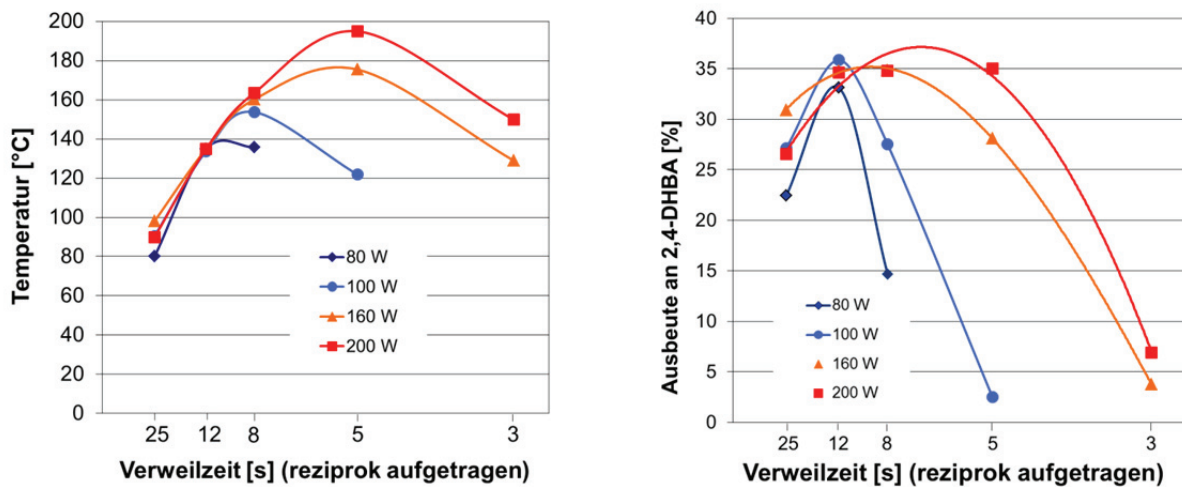 Temperatur [°C]
200
180
160
140
120
100
80
60
40
20
0
25 12 8 5 3
Verweilzeit [s] (reziprok aufgetragen)
80 W
100 W
160 W
200 W
Ausbeute an 2,4-DHBA [%]
40
35
30
25
20
15
10
5
0
25 12 8 5 3
Verweilzeit [s] (reziprok aufgetragen)
80 W
100 W
160 W
200 W